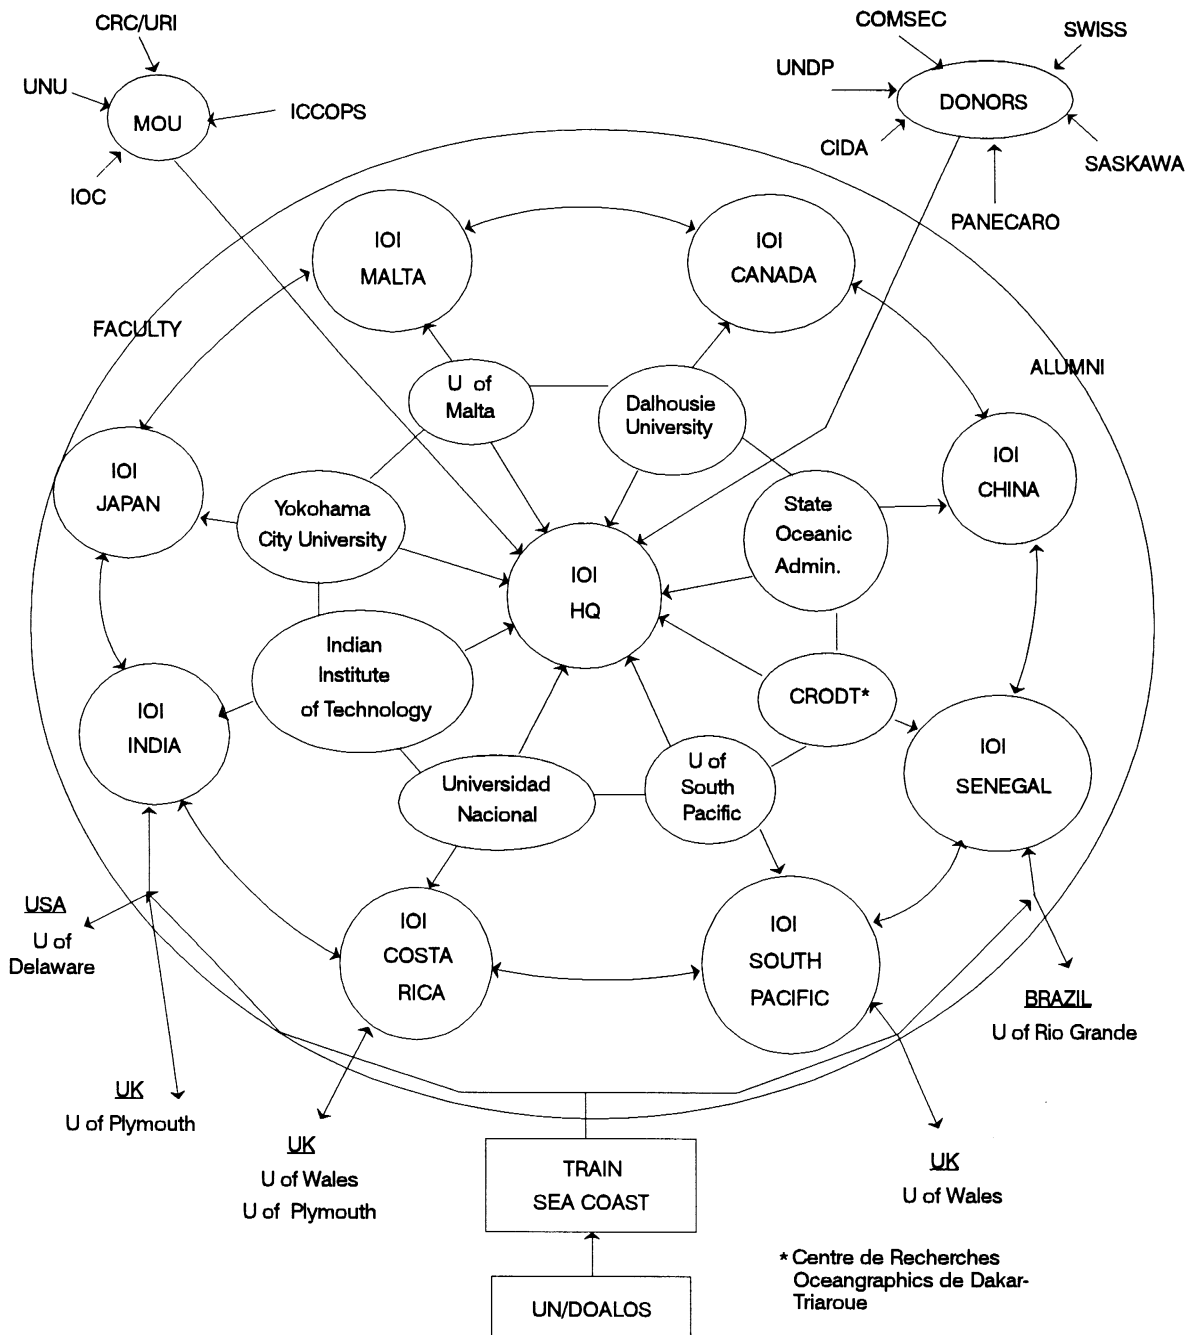 CRC/URI
COMSEC
SWISS
UNU
UNDP
MOU
ICCOPS
DONORS
IOC
CIDA
SASKAWA
PANECARO
IOI
MALTA
IOI
CANADA
FACULTY
ALUMNI
U of
Malta
Dalhousie
University
IOI
JAPAN
Yokohama
City University
State
Oceanic
Admin.
IOI
CHINA
IOI
HQ
Indian
Institute
of Technology
CRODT*
IOI
INDIA
IOI
SENEGAL
Universidad
Nacional
U of
South
Pacific
IOI
COSTA
RICA
IOI
SOUTH
PACIFIC
USA
U of
Delaware
BRAZIL
U of Rio Grande
UK
U of Plymouth
UK
U of Wales
U of Plymouth
TRAIN
SEA COAST
UK
U of Wales
UN/DOALOS
* Centre de Recherches
Oceangraphics de Dakar-
Triaroue